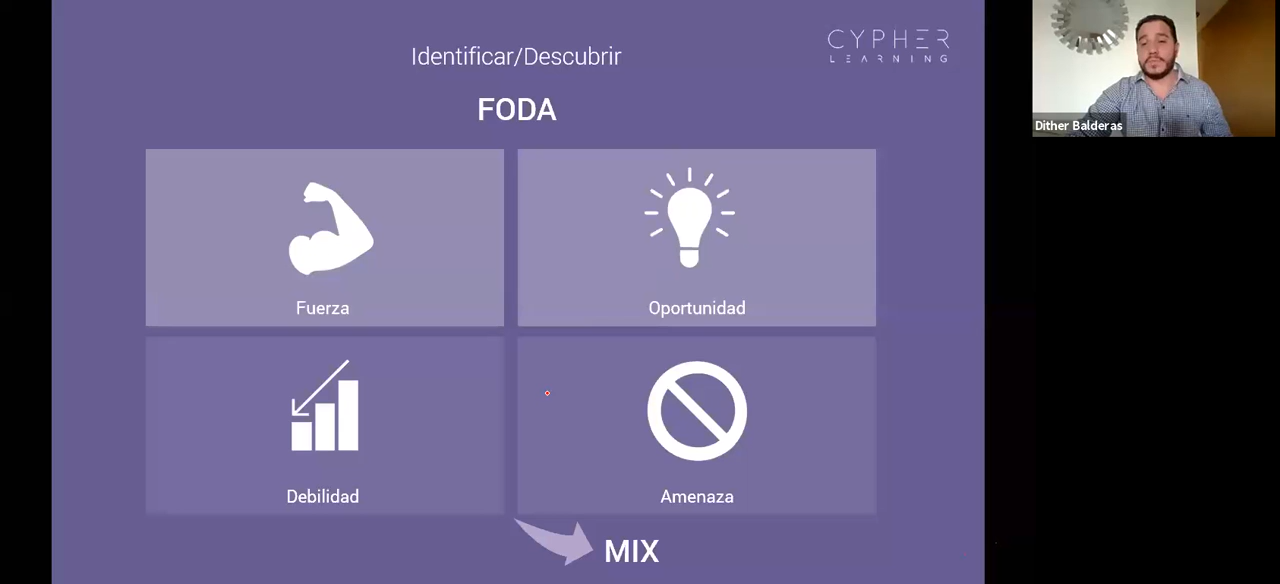 Identificar/Descubrir
CYPHER
LEARNING
FODA
Fuerza
Oportunidad
Debilidad
Amenaza
MIX
Dither Balderas